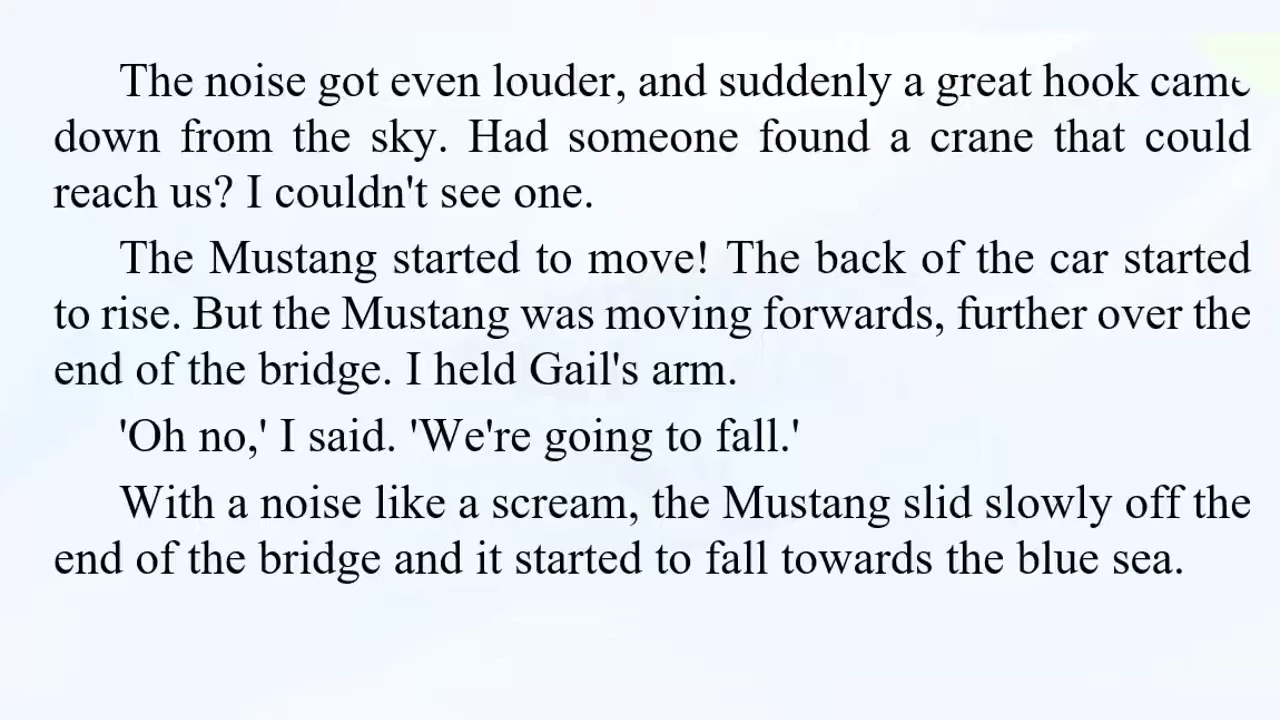 The noise got even louder, and suddenly a great hook came
down from the sky. Had someone found a crane that could
reach us? I couldn't see one.
The Mustang started to move! The back of the car started
to rise. But the Mustang was moving forwards, further over the
end of the bridge. I held Gail's arm.
'Oh no,' I said. 'We're going to fall.'
With a noise like a scream, the Mustang slid slowly off the
end of the bridge and it started to fall towards the blue sea.